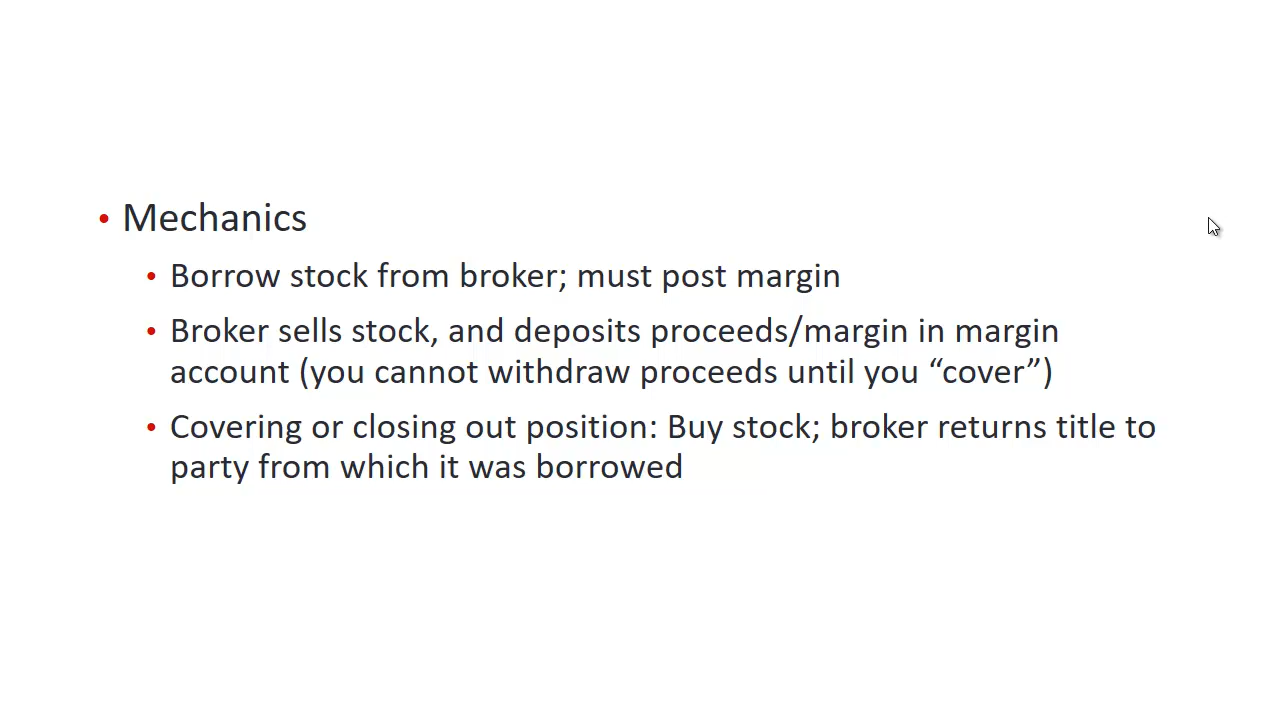 • Mechanics
• Borrow stock from broker; must post margin
• Broker sells stock, and deposits proceeds/margin in margin
account (you cannot withdraw proceeds until you “cover”)
• Covering or closing out position: Buy stock; broker returns title to
party from which it was borrowed